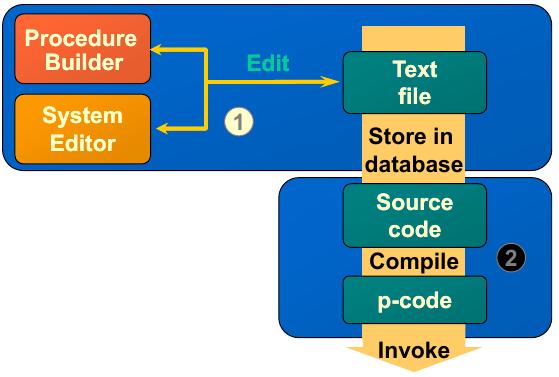 Procedure
Builder
System
Editor
Edit
1
Text
file
Store in
database
Source
code
Compile
2
p-code
Invoke